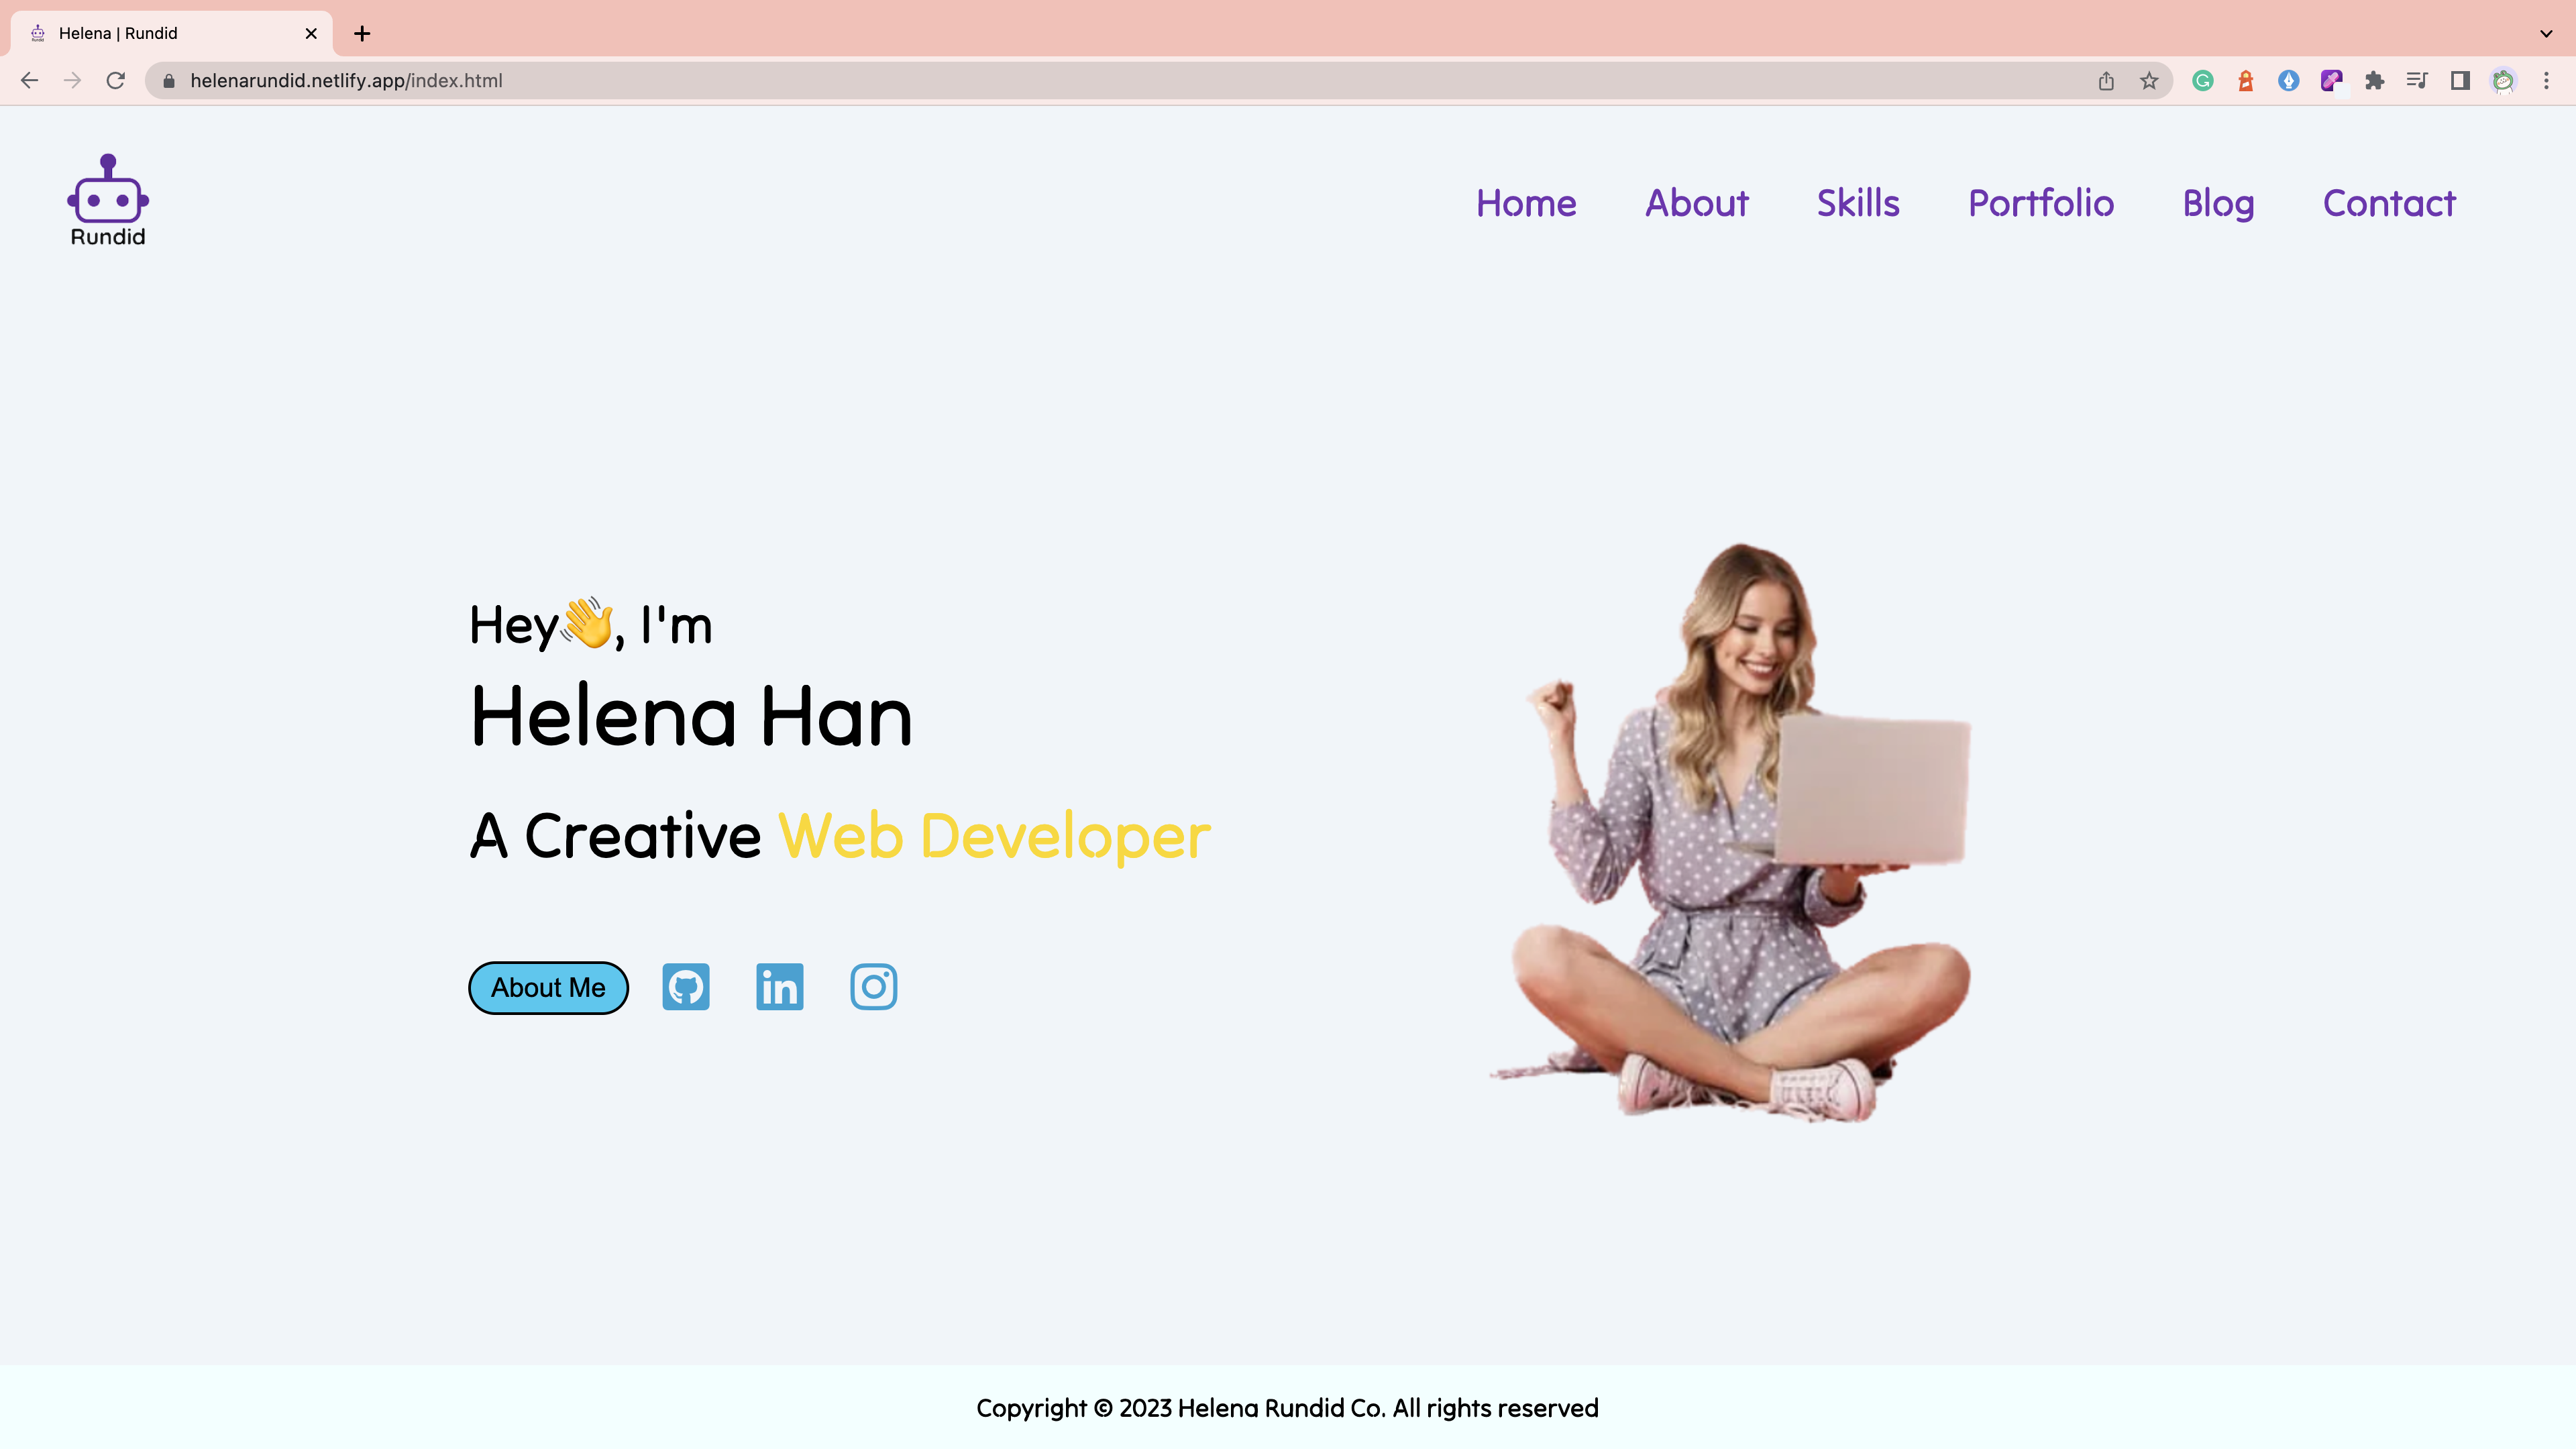 Helena | Rundid
helenarundid.netlify.app/index.html
Rundid
Home About Skills Portfolio Blog Contact
Hey👋, I'm
Helena Han
A Creative Web Developer
About Me
Copyright © 2023 Helena Rundid Co. All rights reserved